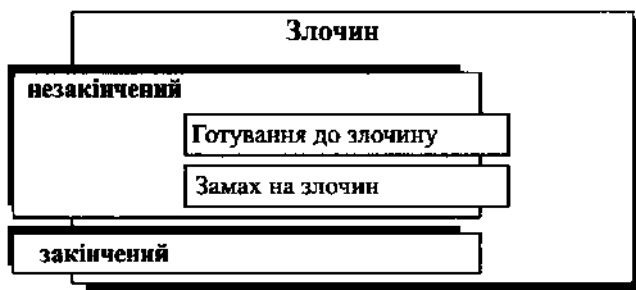 Злочин
незакінчений
Готування до злочину
Замах на злочин
закінчений